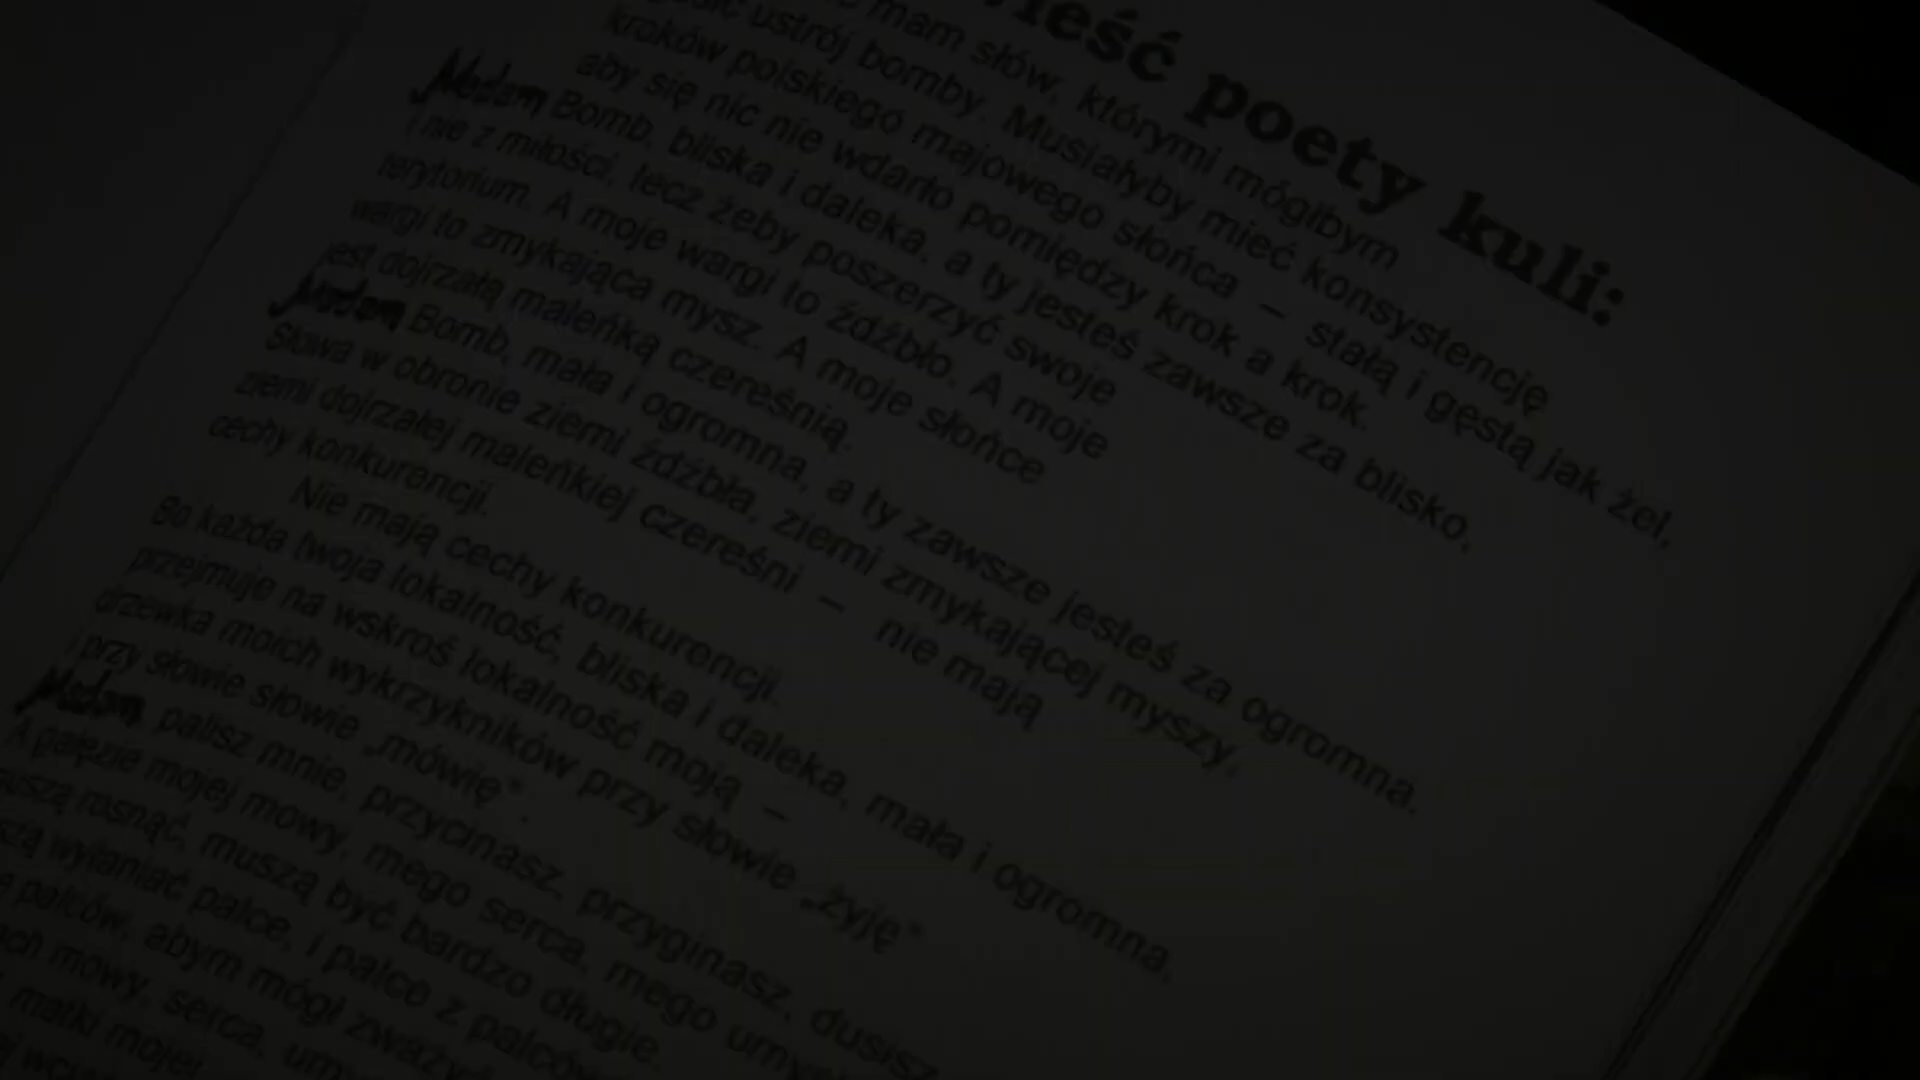 poety kuli:
mam słów, którymi mógłbym
ustrój bomby. Musiałyby mieć konsystencję
kroków polskiego majowego słońca – stałą i gęstą jak żel,
aby się nic nie wdarło pomiędzy krok a krok.
Madam Bomb, bliska i daleka, a ty jesteś zawsze za blisko,
i nie z miłości, lecz żeby poszerzyć swoje
terytorium. A moje wargi to źdźbło. A moje
wargi to zmykająca mysz. A moje słońce
jest dojrzałą maleńką czereśnią.
Madam Bomb, mała i ogromna, a ty zawsze jesteś za ogromna.
Słowa w obronie ziemi źdźbła, ziemi zmykającej myszy,
ziemi dojrzałej maleńkiej czereśni – nie mają
cechy konkurencji.
Nie mają cechy konkurencji.
Bo każda twoja lokalność, bliska i daleka, mała i ogromna,
przejmuje na wskroś lokalność moją –
drzewka moich wykrzykników przy słowie „żyję"
i przy słowie słowie „mówię".
Madam palisz mnie, przycinasz, przyginasz, dusisz
A gałęzie mojej mowy, mego serca, mego
muszą rosnąć, muszą być bardzo długie.
wyłaniać palce, i palce z palców
palców, abym mógł zważyć
mowy, serca,
matki mojej